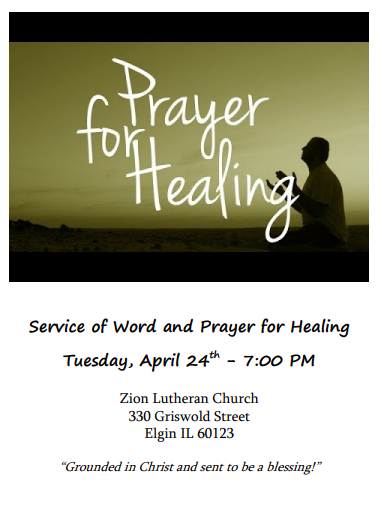 Prayer
for
Healing
Service of Word and Prayer for Healing
Tuesday, April 24th - 7:00 PM
Zion Lutheran Church
330 Griswold Street
Elgin IL 60123
“Grounded in Christ and sent to be a blessing!”